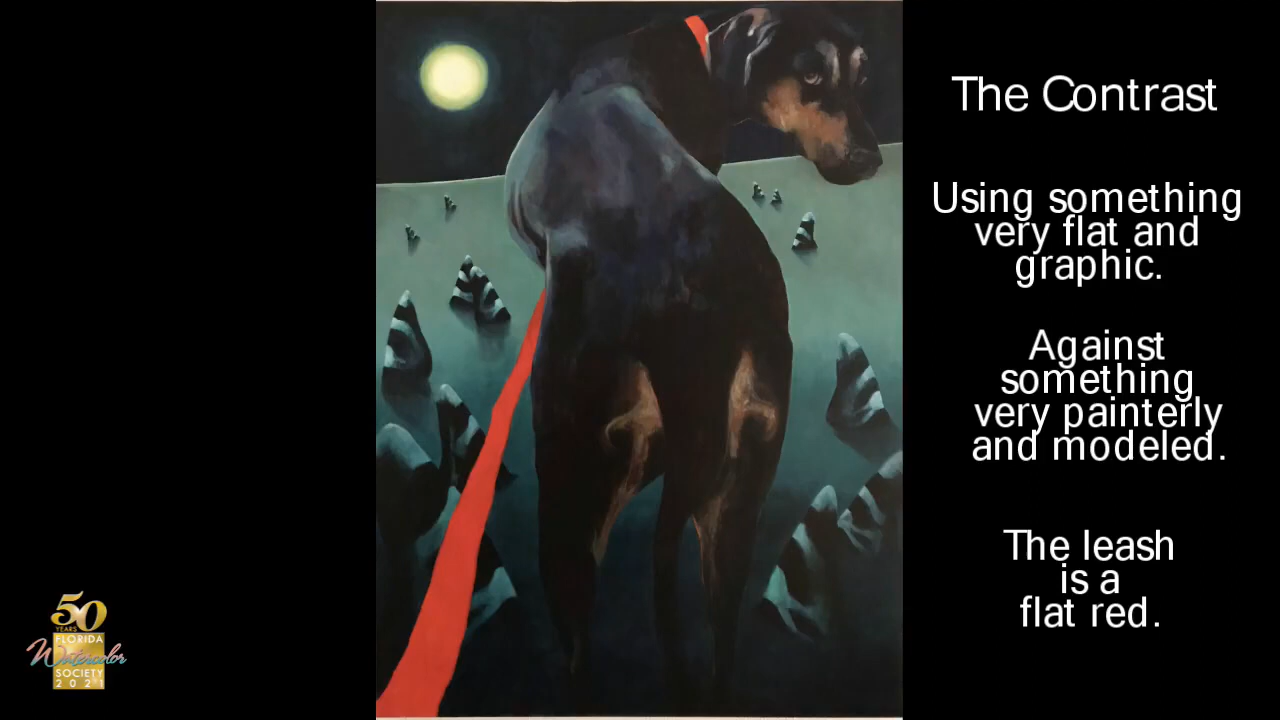 The Contrast
Using something
very flat and
graphic.
Against
something
very painterly
and modeled.
The leash
is a
flat red.
50
YEARS
FLORIDA
Watercolor
SOCIETY
2021